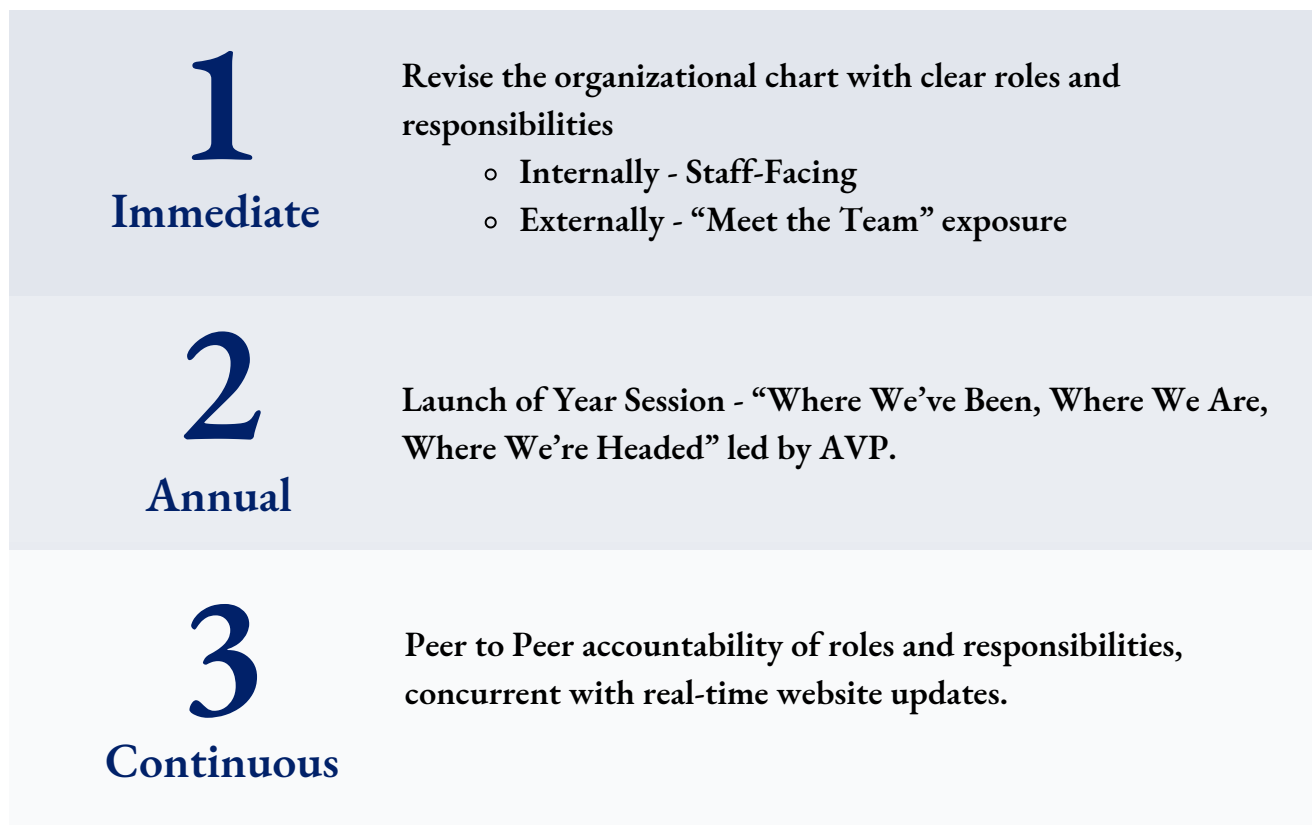 1
Immediate
Revise the organizational chart with clear roles and
responsibilities
Internally - Staff-Facing
Externally - “Meet the Team” exposure
2
Annual
Launch of Year Session - “Where We’ve Been, Where We Are,
Where We’re Headed” led by AVP.
3
Continuous
Peer to Peer accountability of roles and responsibilities,
concurrent with real-time website updates.